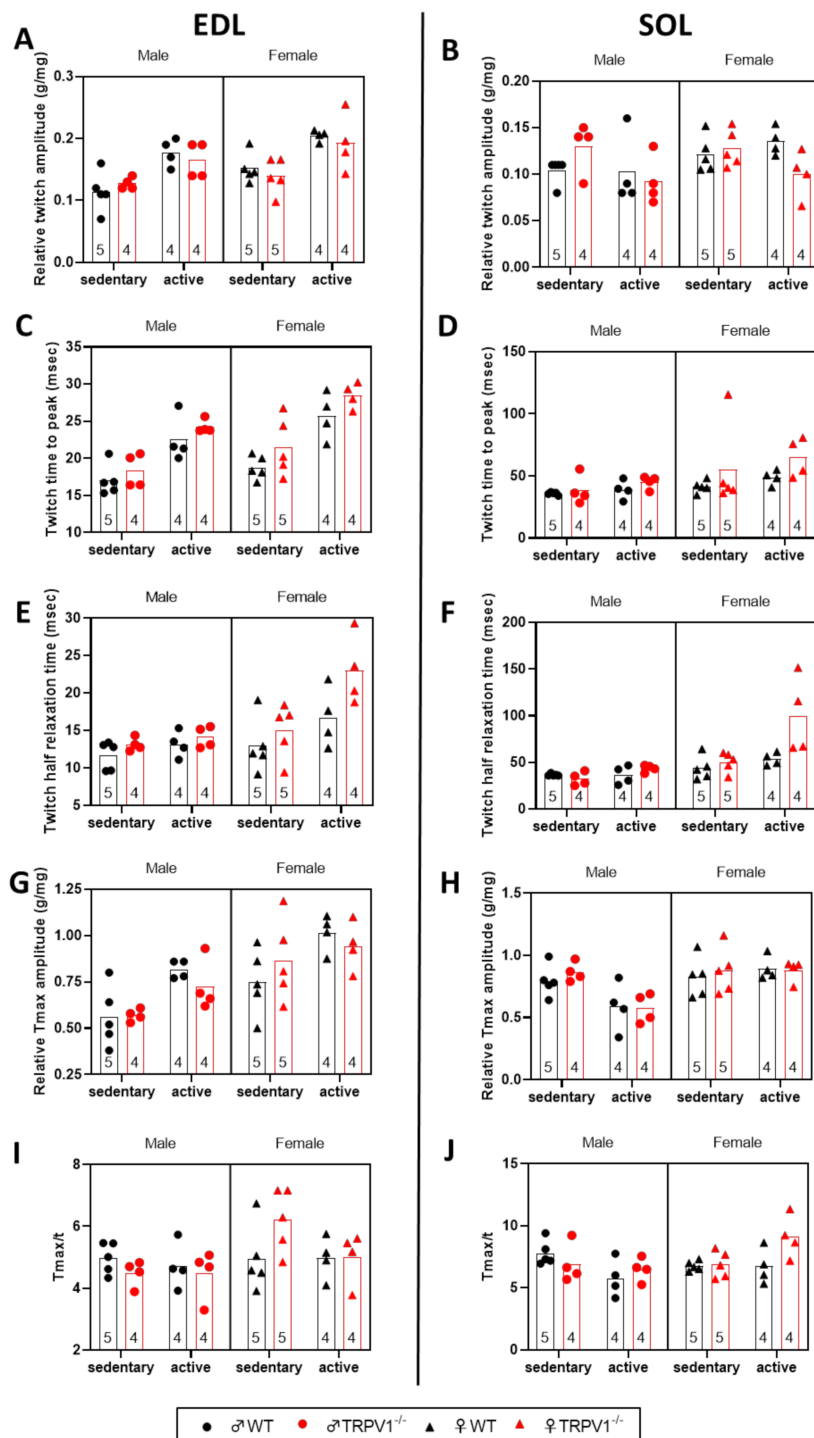 EDL
SOL
A
Male
Female
Relative twitch amplitude (g/mg)
0.3
0.2
0.1
0.0
5 4 4 4 5 5 4 4
sedentary active sedentary active
B
Male
Female
Relative twitch amplitude (g/mg)
0.20
0.15
0.10
0.05
0.00
5 4 4 4 5 5 4 4
sedentary active sedentary active
C
Male
Female
Twitch time to peak (msec)
35
30
25
20
15
10
5 4 4 4 5 5 4 4
sedentary active sedentary active
D
Male
Female
Twitch time to peak (msec)
150
100
50
0
5 4 4 4 5 5 4 4
sedentary active sedentary active
E
Male
Female
Twitch half relaxation time (msec)
30
25
20
15
10
5
5 4 4 4 5 5 4 4
sedentary active sedentary active
F
Male
Female
Twitch half relaxation time (msec)
200
150
100
50
0
5 4 4 4 5 5 4 4
sedentary active sedentary active
G
Male
Female
Relative Tmax amplitude (g/mg)
1.25
1.00
0.75
0.50
0.25
5 4 4 4 5 5 4 4
sedentary active sedentary active
H
Male
Female
Relative Tmax amplitude (g/mg)
1.5
1.0
0.5
0.0
5 4 4 4 5 5 4 4
sedentary active sedentary active
I
Male
Female
Tmax/t
8
6
4
2
5 4 4 4 5 5 4 4
sedentary active sedentary active
J
Male
Female
Tmax/t
15
10
5
0
5 4 4 4 5 5 4 4
sedentary active sedentary active
♂WT ♂TRPV1⁻/⁻ ♀WT ♀TRPV1⁻/⁻